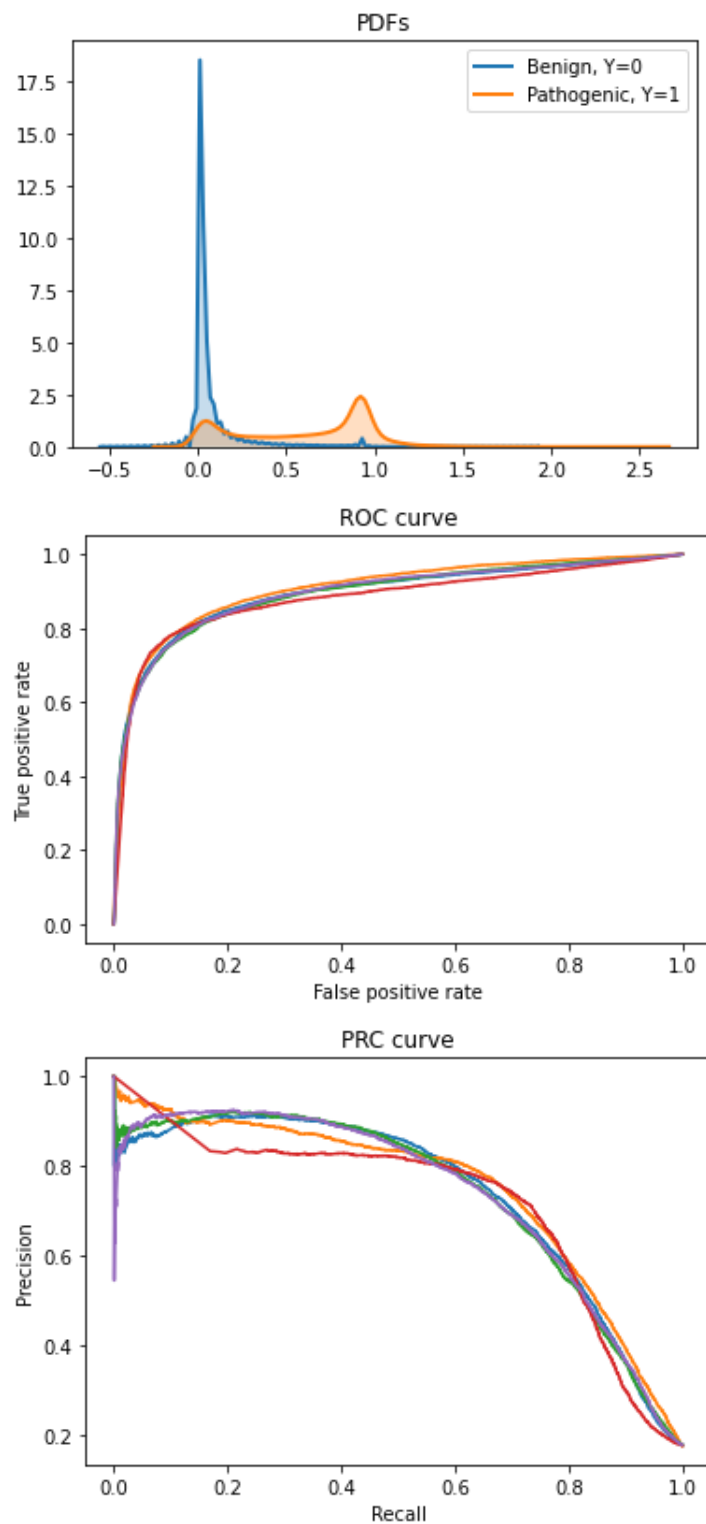 PDFs
Benign, Y=0
Pathogenic, Y=1
17.5
15.0
12.5
10.0
7.5
5.0
2.5
0.0
−0.5 0.0 0.5 1.0 1.5 2.0 2.5
ROC curve
1.0
0.8
0.6
0.4
0.2
0.0
True positive rate
0.0 0.2 0.4 0.6 0.8 1.0
False positive rate
PRC curve
1.0
0.8
0.6
0.4
0.2
Precision
0.0 0.2 0.4 0.6 0.8 1.0
Recall